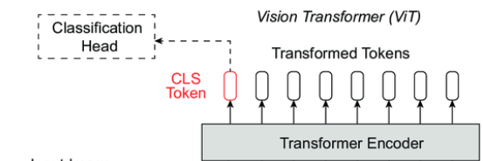 Vision Transformer (ViT)
Classification
Head
Transformed Tokens
CLS
Token
Transformer Encoder